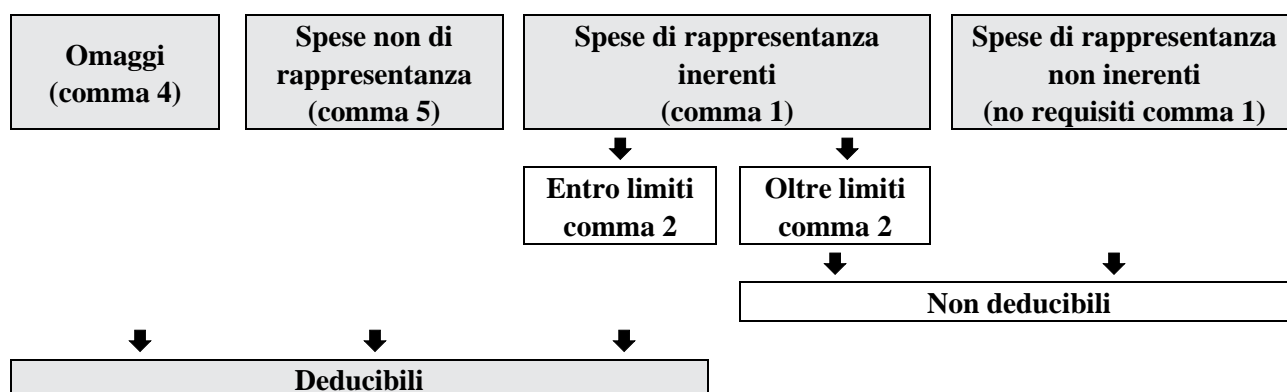 Omaggi
(comma 4)
Spese non di
rappresentanza
(comma 5)
Spese di rappresentanza
inerenti
(comma 1)
Spese di rappresentanza
non inerenti
(no requisiti comma 1)
Entro limiti
comma 2
Oltre limiti
comma 2
Non deducibili
Deducibili